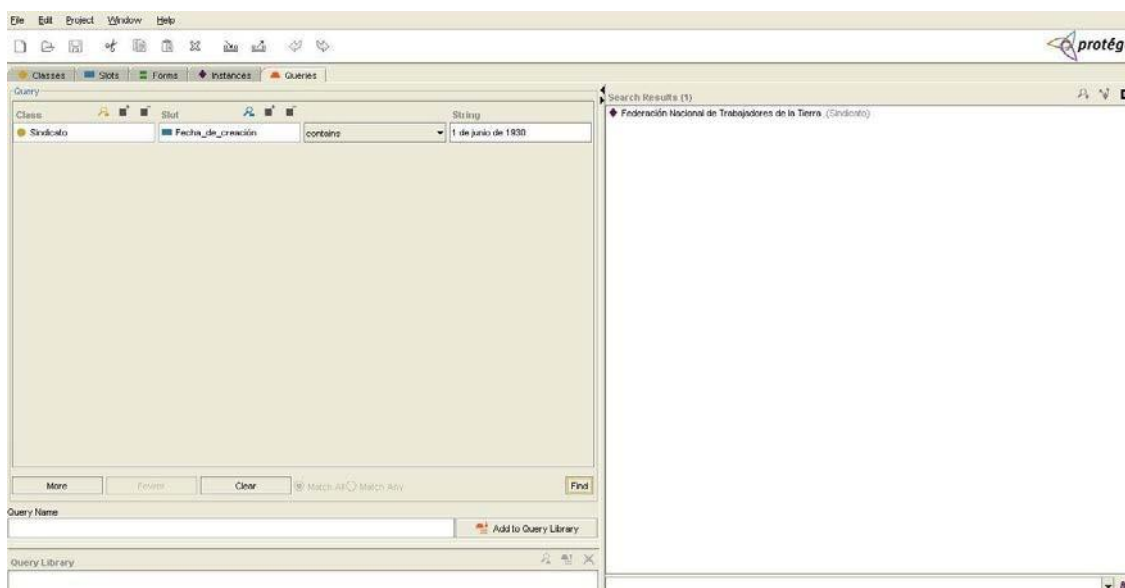 File Edit Project Window Help
protég
Classes Slots Forms Instances Queries
Query
Class Slot String
Sindicato Fecha_de_creación contains 1 de junio de 1930
Search Results (1)
Federación Nacional de Trabajadores de la Tierra (Sindicato)
More Fewer Clear Match All Match Any Find
Query Name
Add to Query Library
Query Library